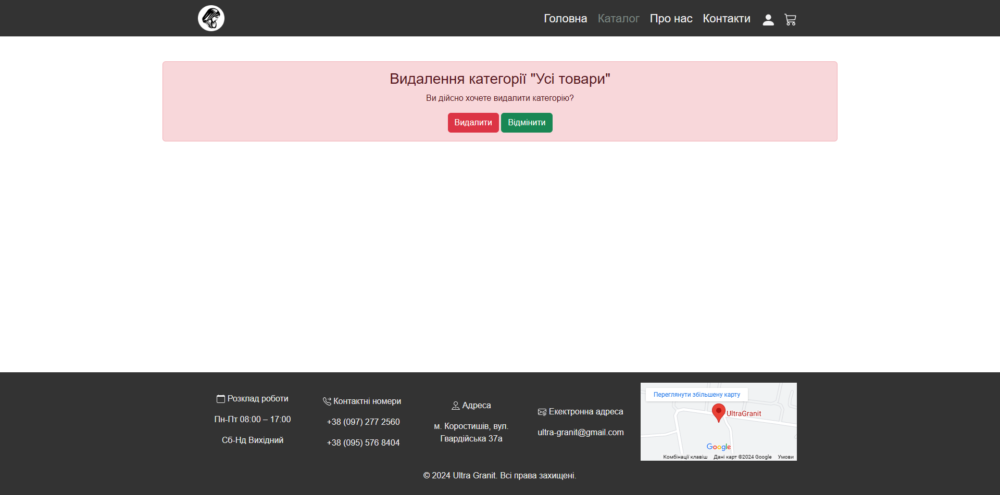 Головна Каталог Про нас Контакти
Видалення категорії "Усі товари"
Ви дійсно хочете видалити категорію?
Видалити Відмінити
Розклад роботи
Пн-Пт 08:00 – 17:00
Сб-Нд Вихідний
Контактні номери
+38 (097) 277 2560
+38 (095) 576 8404
Адреса
м. Коростишів, вул.
Гвардійська 37а
Екектронна адреса
ultra-granit@gmail.com
Переглянути збільшену карту
UltraGranit
Google
Комбінації клавіш Дані карт ©2024 Google Умови
© 2024 Ultra Granit. Всі права захищені.